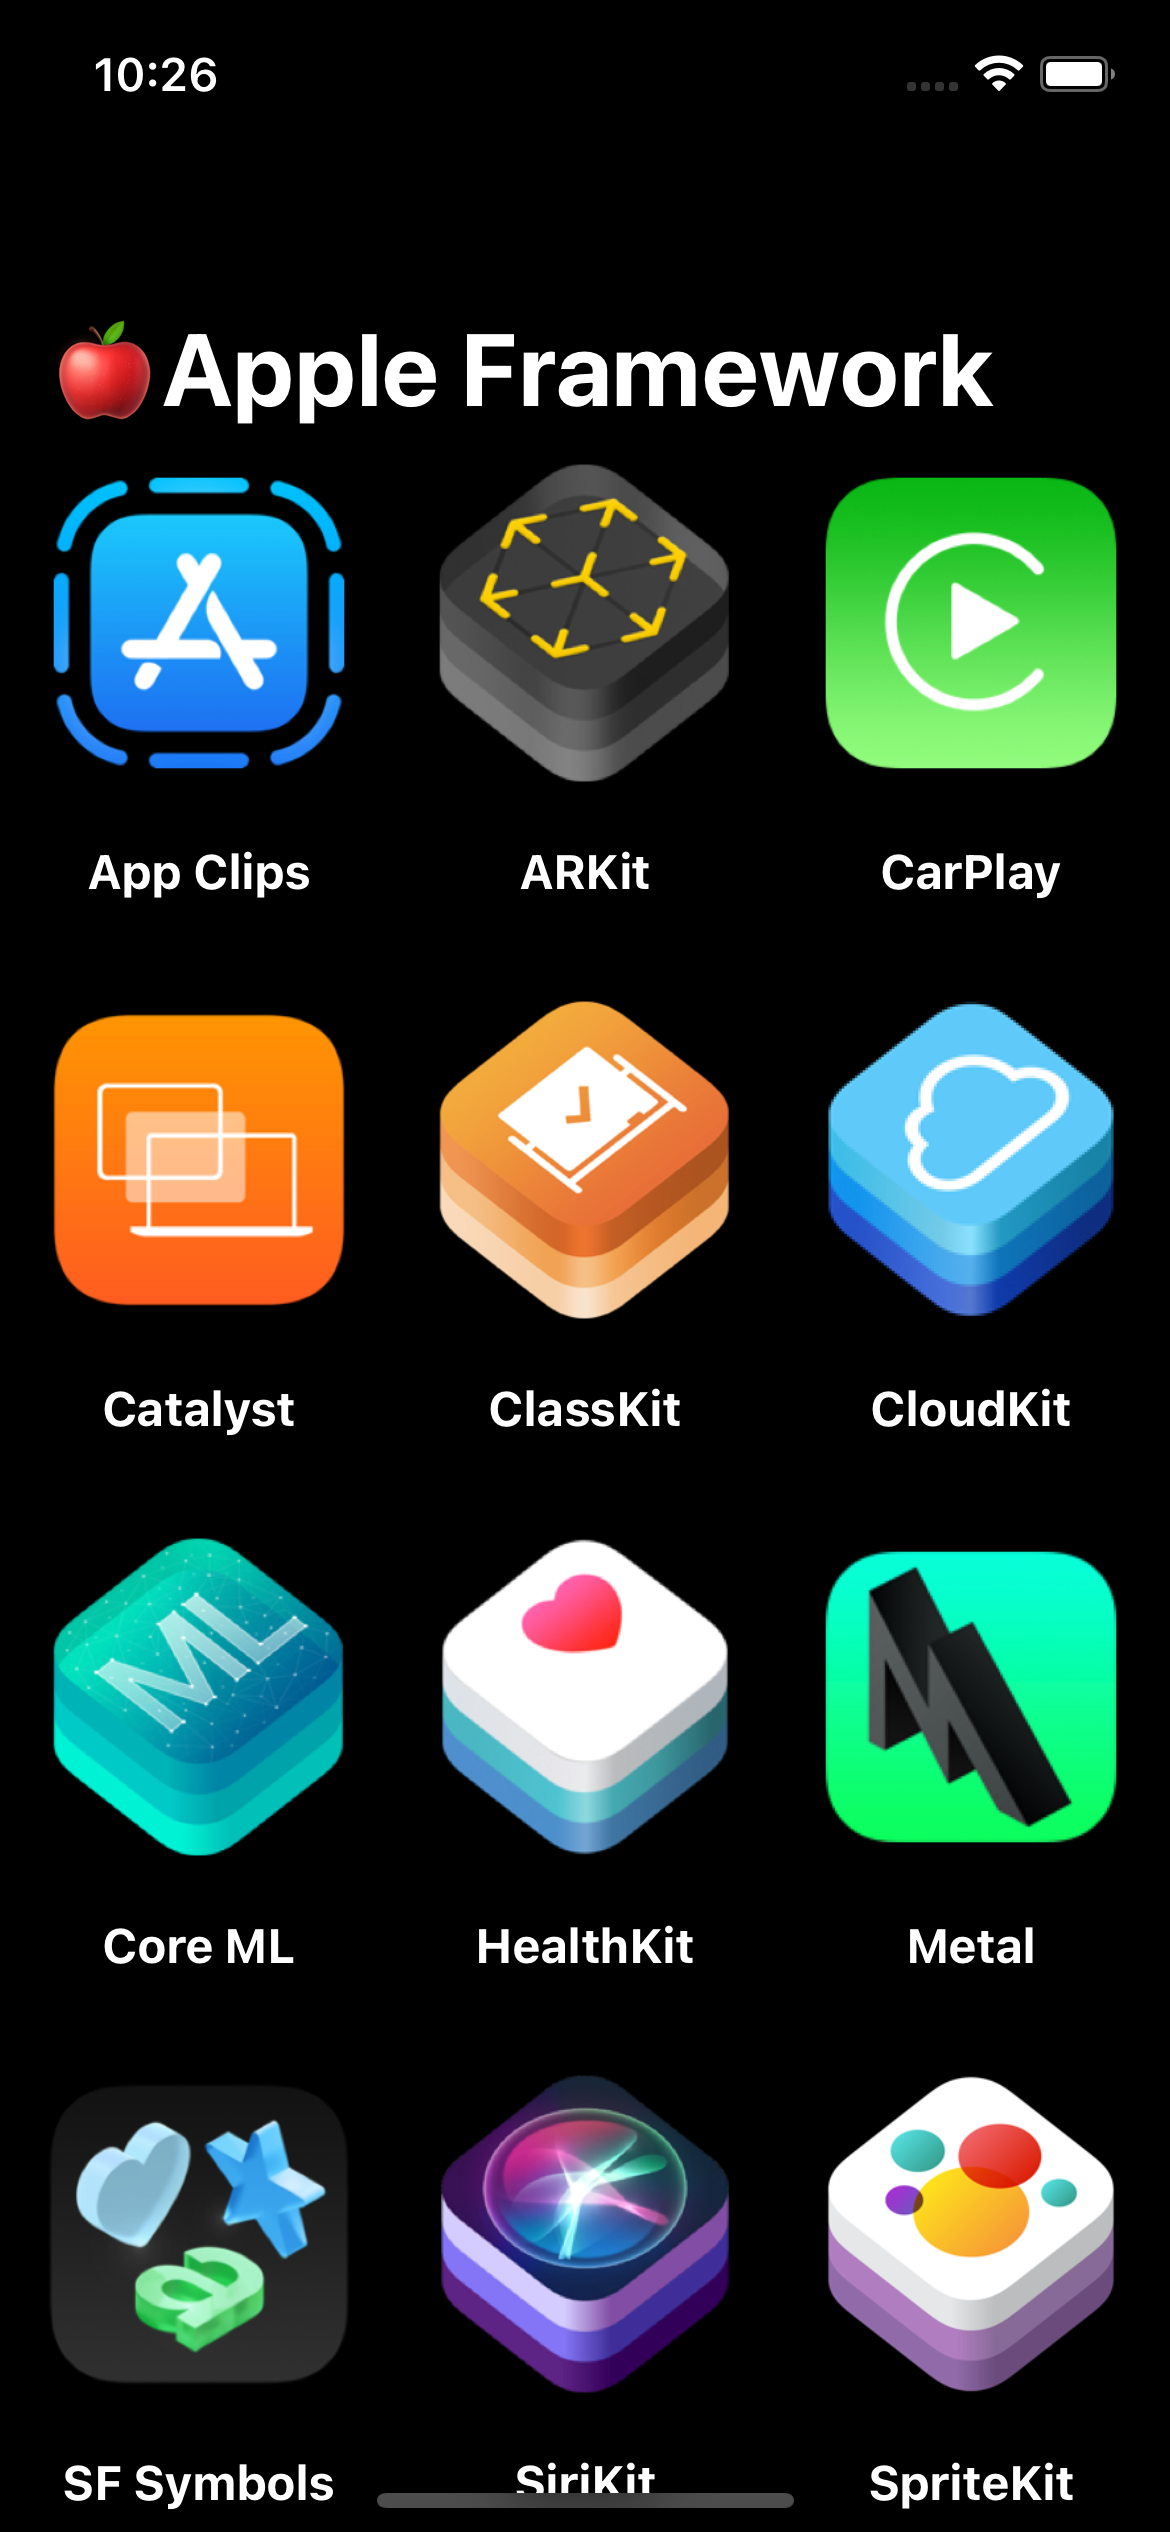 10:26
🍎Apple Framework
App Clips ARKit CarPlay
Catalyst ClassKit CloudKit
ML
Core ML HealthKit Metal
SF Symbols SiriKit SpriteKit